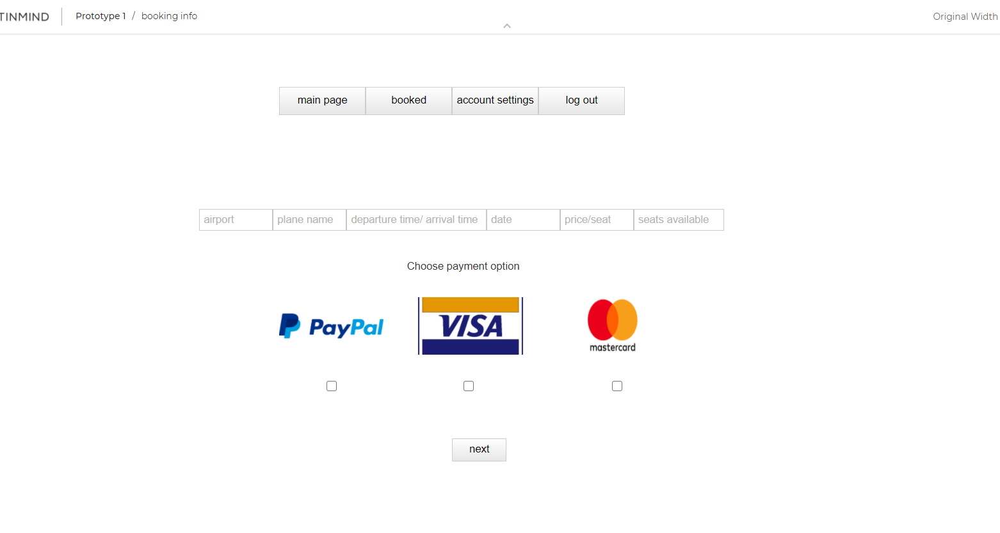 TINMIND Prototype 1 / booking info Original Width
main page booked account settings log out
airport plane name departure time/ arrival time date price/seat seats available
Choose payment option
PayPal VISA mastercard
next